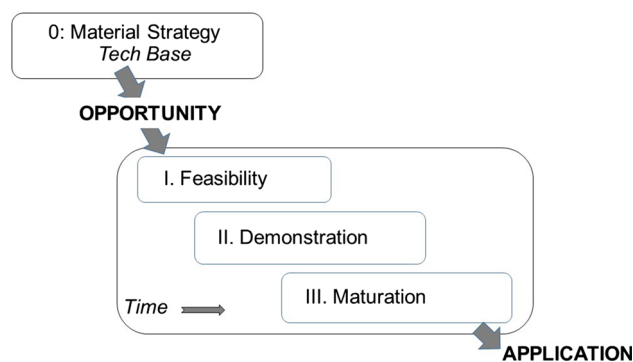 0: Material Strategy
Tech Base
OPPORTUNITY
I. Feasibility
II. Demonstration
III. Maturation
Time
APPLICATION